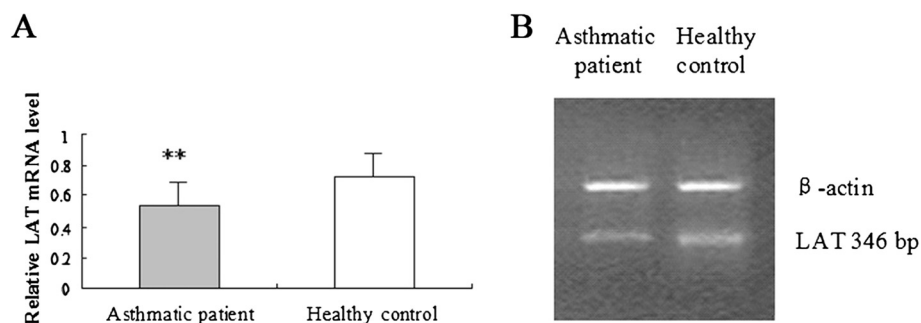 A
Relative LAT mRNA level
1
0.8
0.6
0.4
0.2
0
**
Asthmatic patient
Healthy control
B
Asthmatic
patient
Healthy
control
β-actin
LAT 346 bp